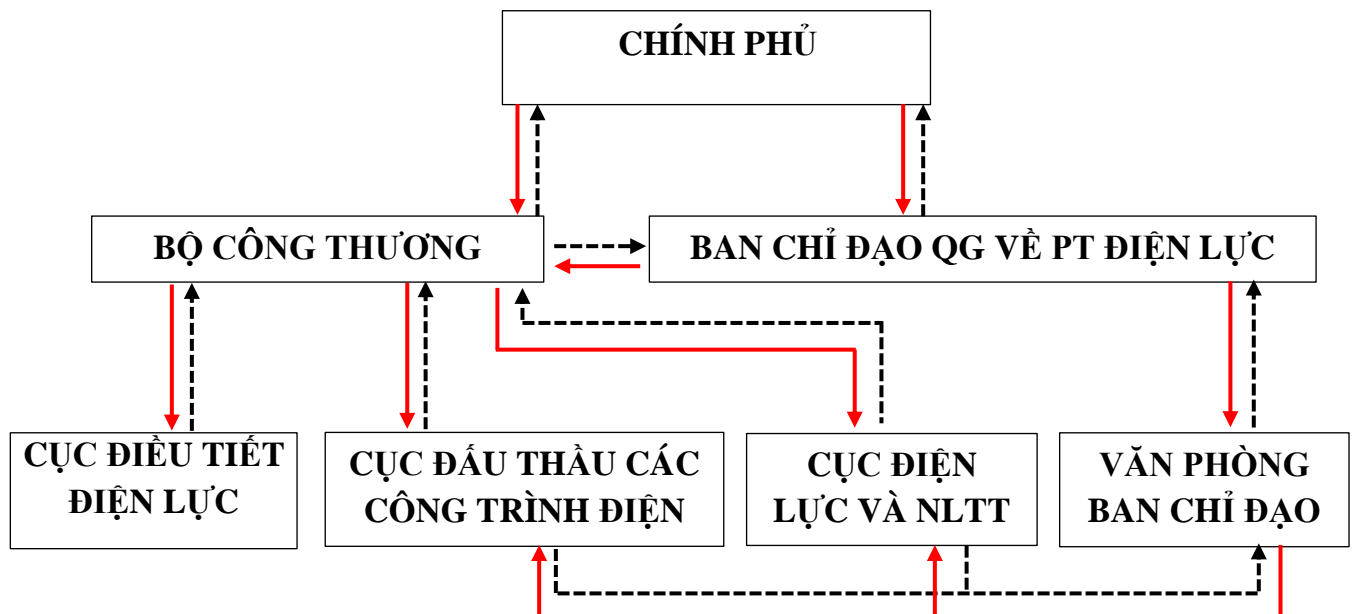 CHÍNH PHỦ
BỘ CÔNG THƯƠNG
BAN CHỈ ĐẠO QG VỀ PT ĐIỆN LỰC
CỤC ĐIỀU TIẾT
ĐIỆN LỰC
CỤC ĐẤU THẦU CÁC
CÔNG TRÌNH ĐIỆN
CỤC ĐIỆN
LỰC VÀ NLTT
VĂN PHÒNG
BAN CHỈ ĐẠO